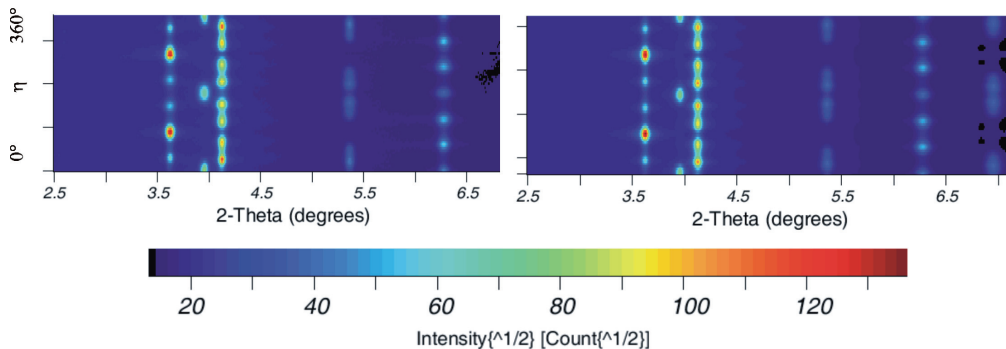 360°
η
0°
2.5 3.5 4.5 5.5 6.5
2-Theta (degrees)
2.5 3.5 4.5 5.5 6.5
2-Theta (degrees)
20 40 60 80 100 120
Intensity{^1/2} [Count{^1/2}]